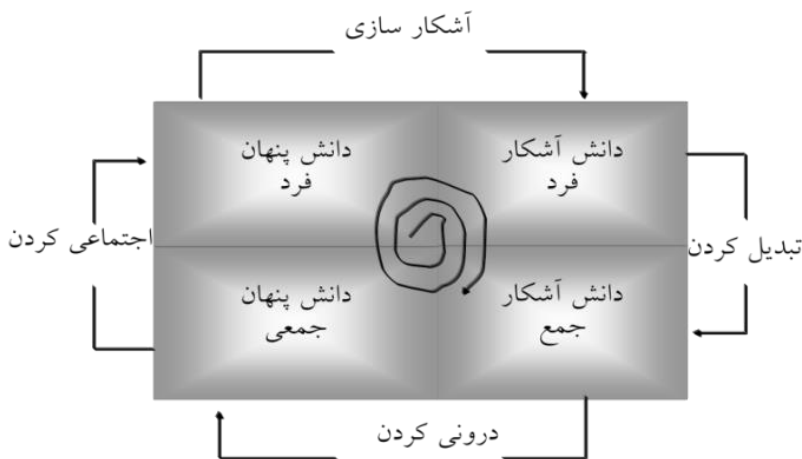 آشکار سازی
دانش آشکار
فرد
دانش پنهان
فرد
تبدیل کردن
اجتماعی کردن
دانش آشکار
جمع
دانش پنهان
جمعی
درونی کردن